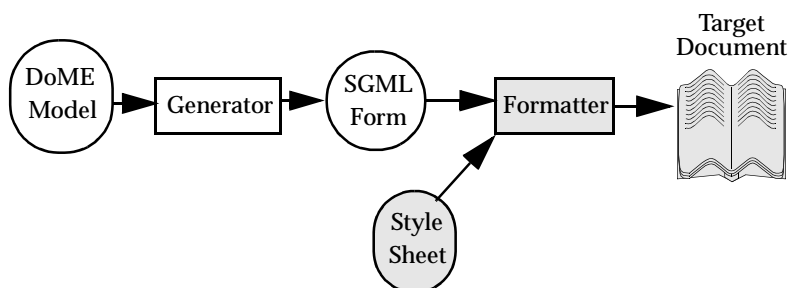 Target
Document
DoME
Model
Generator
SGML
Form
Formatter
Style
Sheet